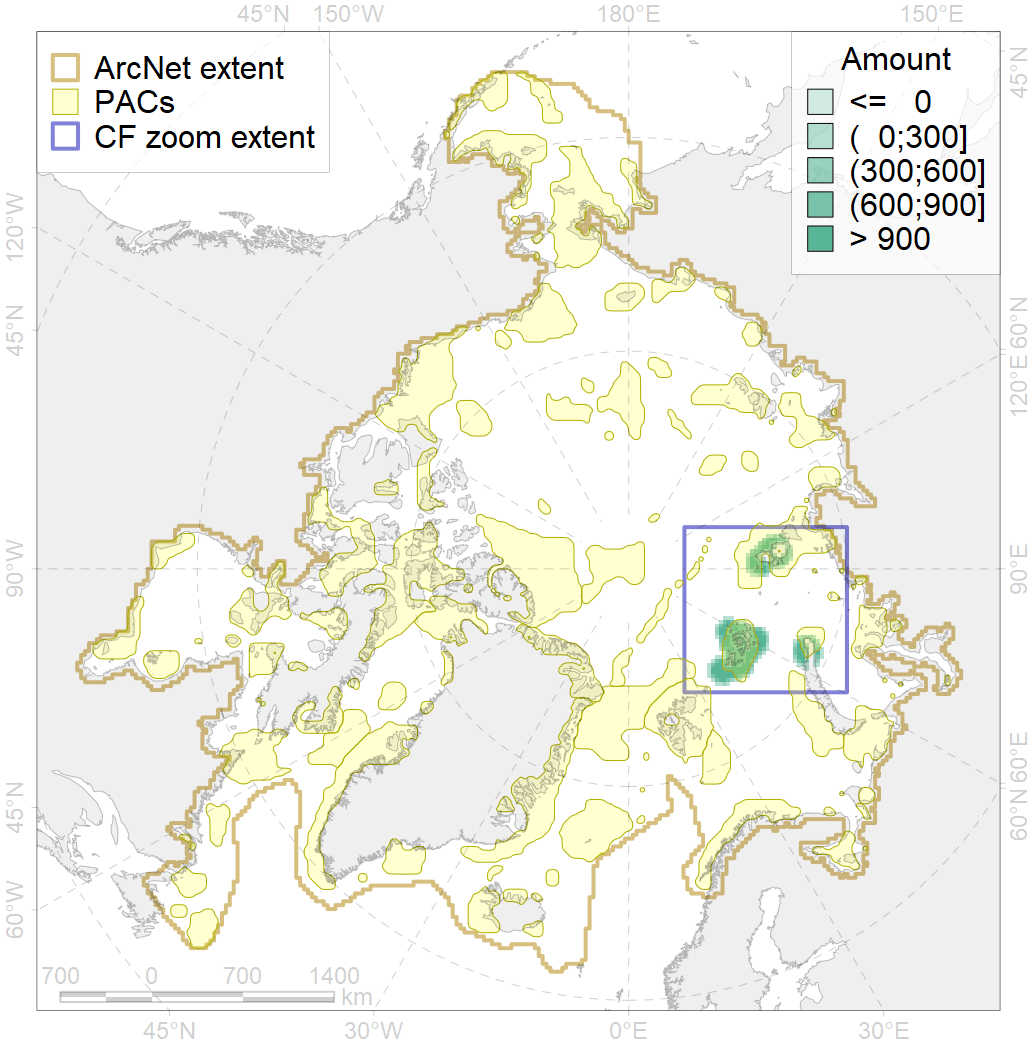 45°N 150°W 180°E 150°E
ArcNet extent
PACs
CF zoom extent
Amount
<= 0
( 0;300]
(300;600]
(600;900]
> 900
45°N
120°W
45°N
60°N
120°E
90°W
90°E
45°N
60°E
60°N
60°W
700 0 700 1400
km
45°N 30°W 0°E 30°E